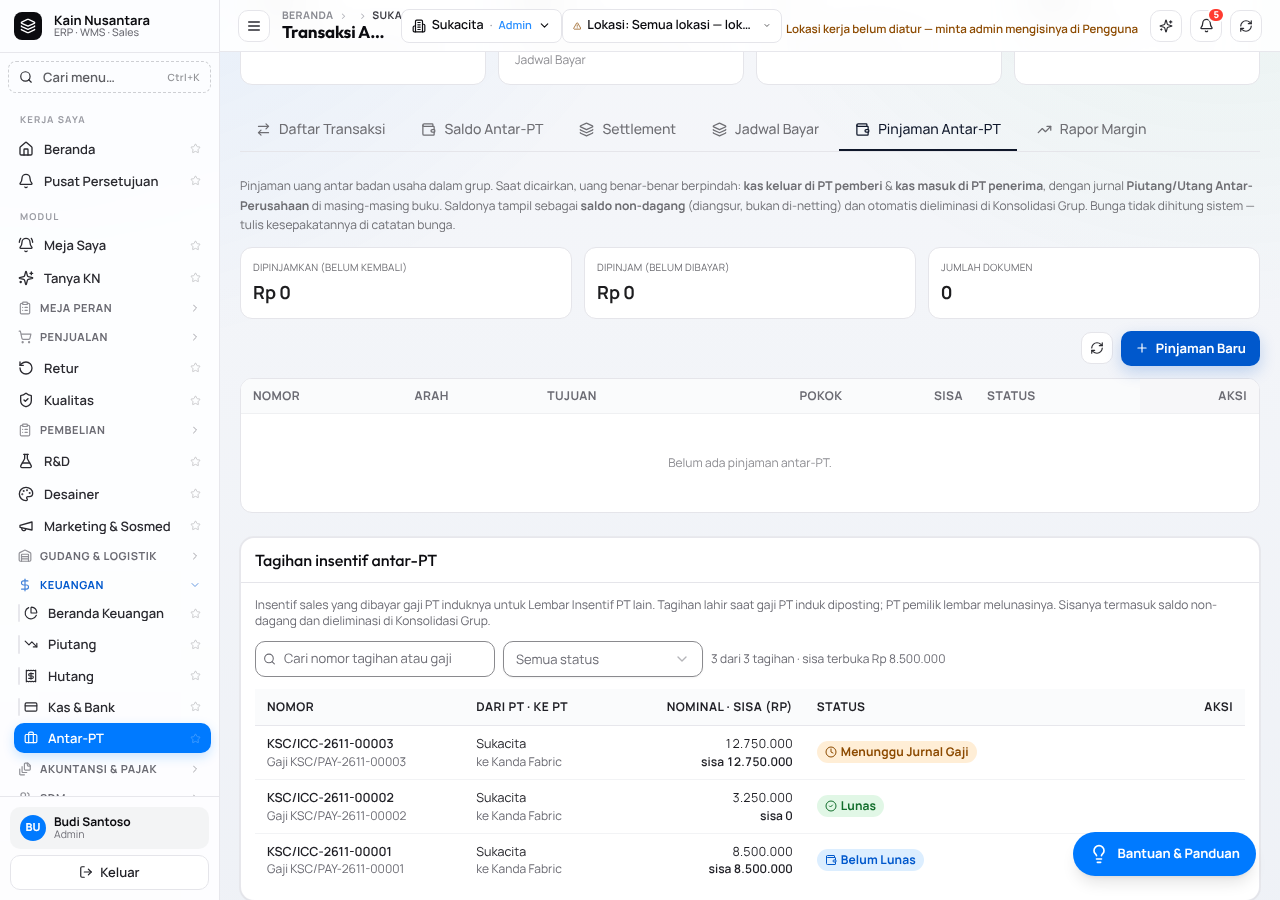 Kain Nusantara
ERP · WMS · Sales
Cari menu... Ctrl+K
KERJA SAYA
Beranda
Pusat Persetujuan
MODUL
Meja Saya
Tanya KN
MEJA PERAN
PENJUALAN
Retur
Kualitas
PEMBELIAN
R&D
Desainer
Marketing & Sosmed
GUDANG & LOGISTIK
KEUANGAN
Beranda Keuangan
Piutang
Hutang
Kas & Bank
Antar-PT
AKUNTANSI & PAJAK
BU Budi Santoso
Admin
Keluar
BERANDA › › SUKA
Transaksi A...
Sukacita · Admin
Lokasi: Semua lokasi — lok...
Lokasi kerja belum diatur — minta admin mengisinya di Pengguna
5
Jadwal Bayar
Daftar Transaksi
Saldo Antar-PT
Settlement
Jadwal Bayar
Pinjaman Antar-PT
Rapor Margin
Pinjaman uang antar badan usaha dalam grup. Saat dicairkan, uang benar-benar berpindah: kas keluar di PT pemberi & kas masuk di PT penerima, dengan jurnal Piutang/Utang Antar-
Perusahaan di masing-masing buku. Saldonya tampil sebagai saldo non-dagang (diangsur, bukan di-netting) dan otomatis dieliminasi di Konsolidasi Grup. Bunga tidak dihitung sistem —
tulis kesepakatannya di catatan bunga.
DIPINJAMKAN (BELUM KEMBALI)
Rp 0
DIPINJAM (BELUM DIBAYAR)
Rp 0
JUMLAH DOKUMEN
0
+ Pinjaman Baru
NOMOR ARAH TUJUAN POKOK SISA STATUS AKSI
Belum ada pinjaman antar-PT.
Tagihan insentif antar-PT
Insentif sales yang dibayar gaji PT induknya untuk Lembar Insentif PT lain. Tagihan lahir saat gaji PT induk diposting; PT pemilik lembar melunasinya. Sisanya termasuk saldo non-
dagang dan dieliminasi di Konsolidasi Grup.
Cari nomor tagihan atau gaji
Semua status
3 dari 3 tagihan · sisa terbuka Rp 8.500.000
NOMOR DARI PT · KE PT NOMINAL · SISA (RP) STATUS AKSI
KSC/ICC-2611-00003 Sukacita 12.750.000 Menunggu Jurnal Gaji
Gaji KSC/PAY-2611-00003 ke Kanda Fabric sisa 12.750.000
KSC/ICC-2611-00002 Sukacita 3.250.000 Lunas
Gaji KSC/PAY-2611-00002 ke Kanda Fabric sisa 0
KSC/ICC-2611-00001 Sukacita 8.500.000 Belum Lunas
Gaji KSC/PAY-2611-00001 ke Kanda Fabric sisa 8.500.000
Bantuan & Panduan